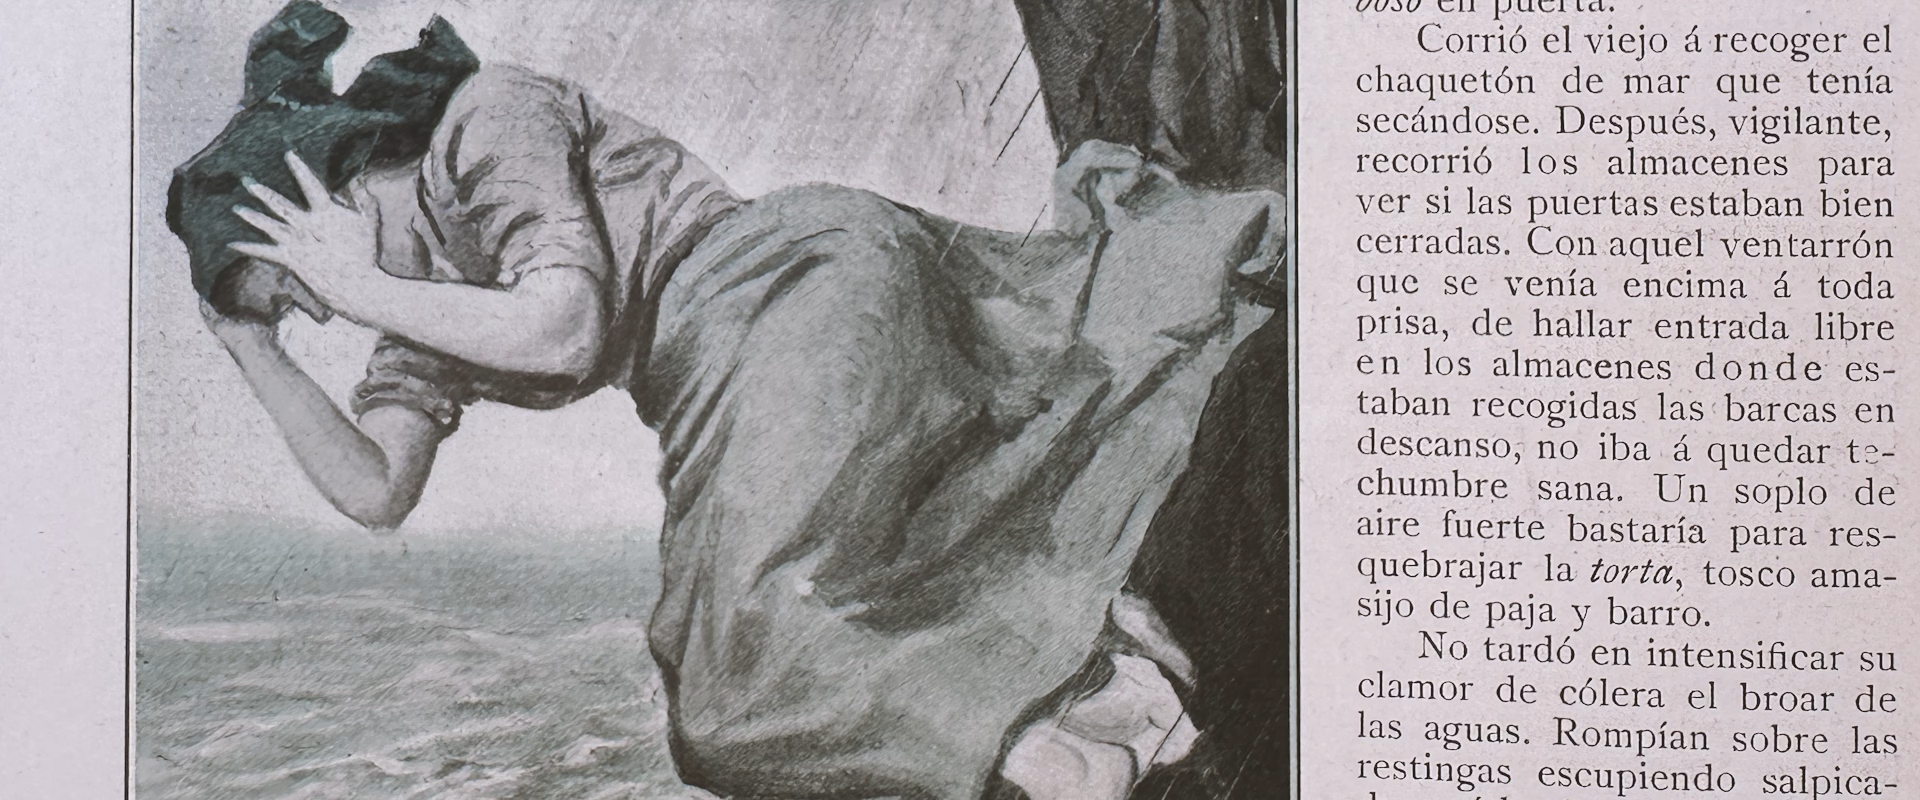 en puerta.
Corrió el viejo á recoger el
chaquetón de mar que tenía
secándose. Después, vigilante,
recorrió los almacenes para
ver si las puertas estaban bien
cerradas. Con aquel ventarrón
que se venía encima á toda
prisa, de hallar entrada libre
en los almacenes donde es-
taban recogidas las barcas en
descanso, no iba á quedar te-
chumbre sana. Un soplo de
aire fuerte bastaría para res-
quebrajar la torta, tosco ama-
sijo de paja y barro.
No tardó en intensificar su
clamor de cólera el broar de
las aguas. Rompían sobre las
restingas escupiendo salpica-